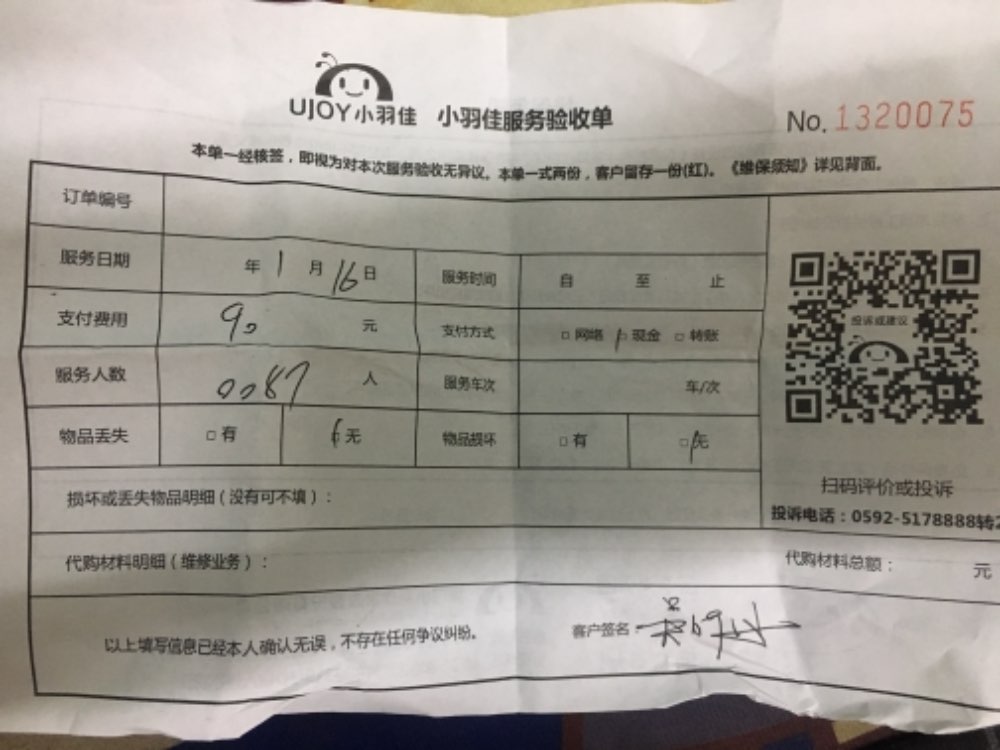 UJOY小羽佳 小羽佳服务验收单 No. 1320075
本单一经核签，即视为对本次服务验收无异议。本单一式两份，客户留存一份(红)。《维保须知》详见背面。
订单编号
服务日期 年 1 月 16 日 服务时间 自 至 止
支付费用 90 元 支付方式 □ 网络 □ 现金 □ 转账
投诉或建议
服务人数 0087 人 服务车次 车/次
物品丢失 □ 有 □ 无 物品损坏 □ 有 □ 无
扫码评价或投诉
损坏或丢失物品明细（没有可不填）：
投诉电话：0592-5178888转2
代购材料明细（维修业务）： 代购材料总额： 元
以上填写信息已经本人确认无误，不存在任何争议纠纷。 客户签名：